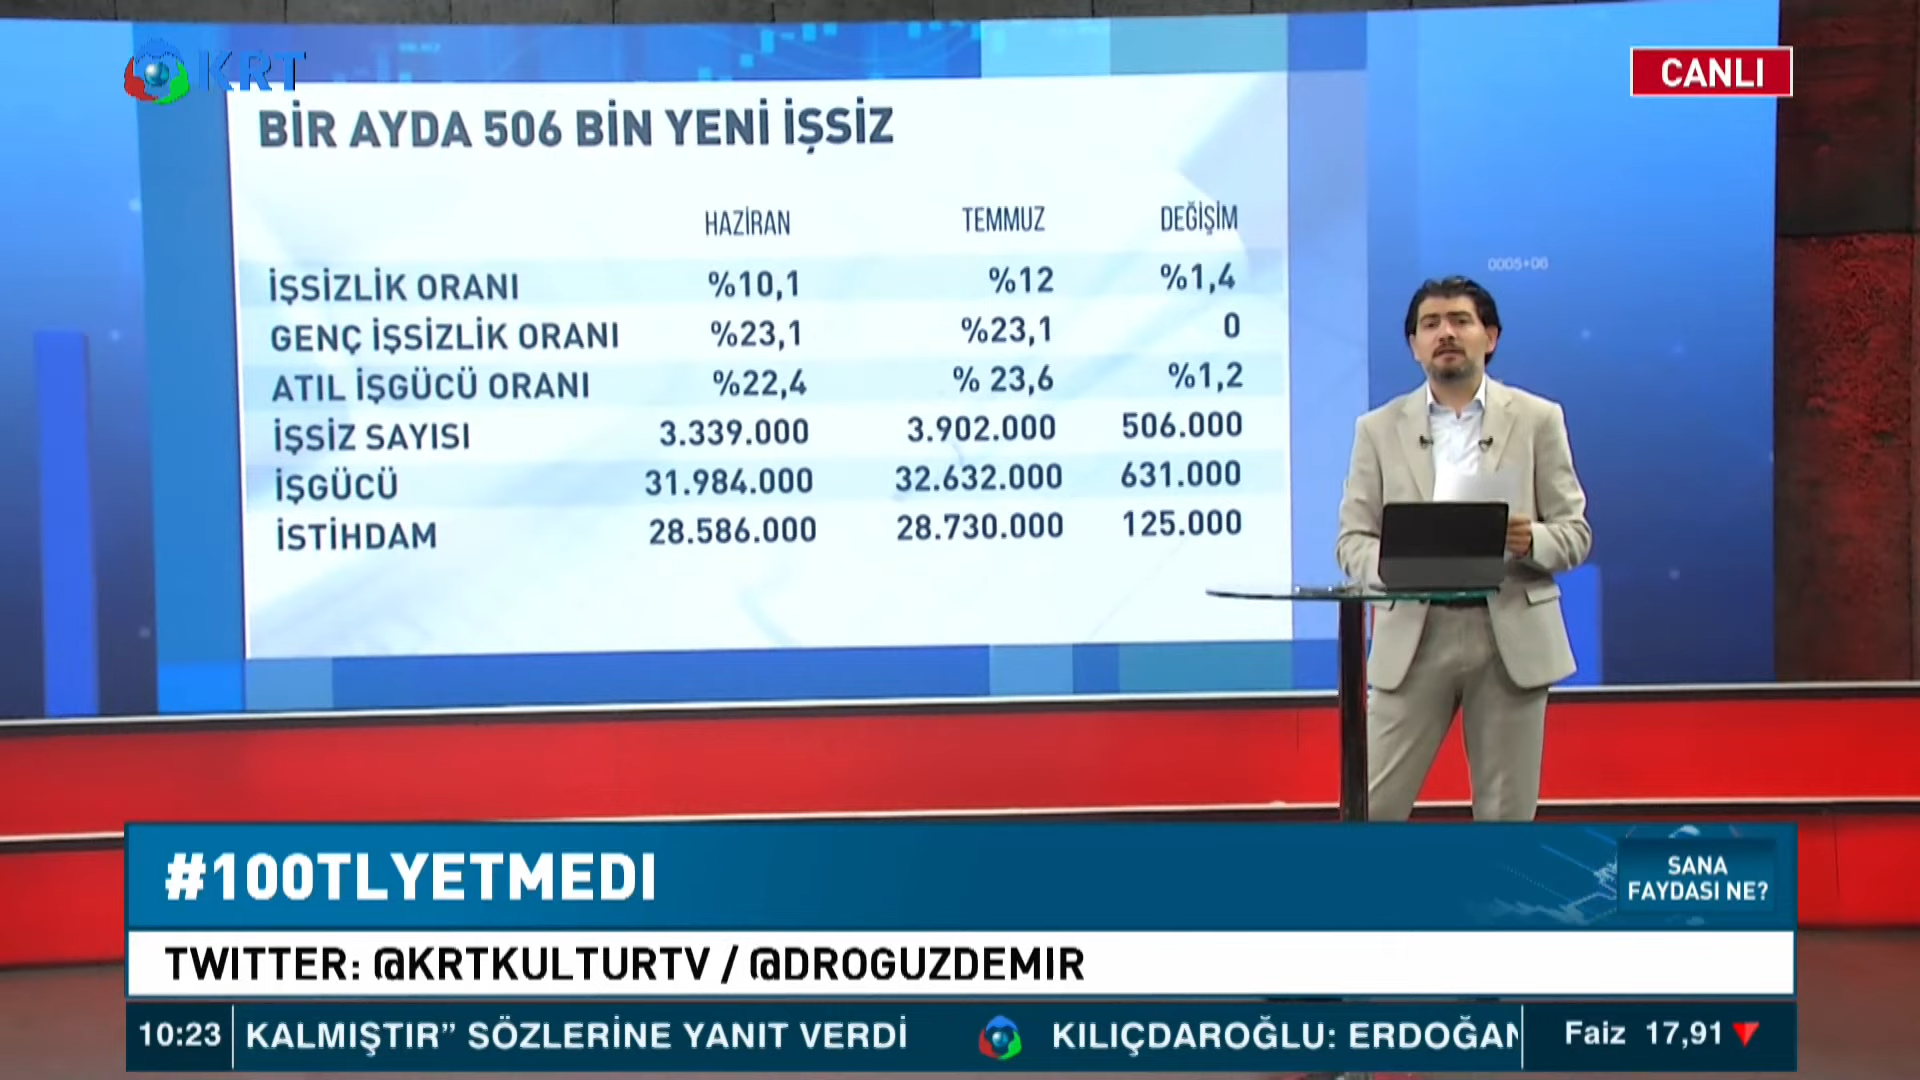 KRT
CANLI
BİR AYDA 506 BİN YENİ İŞSİZ
HAZİRAN TEMMUZ DEĞİŞİM
İŞSİZLİK ORANI %10,1 %12 %1,4
GENÇ İŞSİZLİK ORANI %23,1 %23,1 0
ATIL İŞGÜCÜ ORANI %22,4 % 23,6 %1,2
İŞSİZ SAYISI 3.339.000 3.902.000 506.000
İŞGÜCÜ 31.984.000 32.632.000 631.000
İSTİHDAM 28.586.000 28.730.000 125.000
0005+06
#100TLYETMEDI
SANA
FAYDASI NE?
TWITTER: @KRTKULTURTV / @DROGUZDEMIR
10:23 KALMIŞTIR” SÖZLERİNE YANIT VERDİ KILIÇDAROĞLU: ERDOĞAN Faiz 17,91